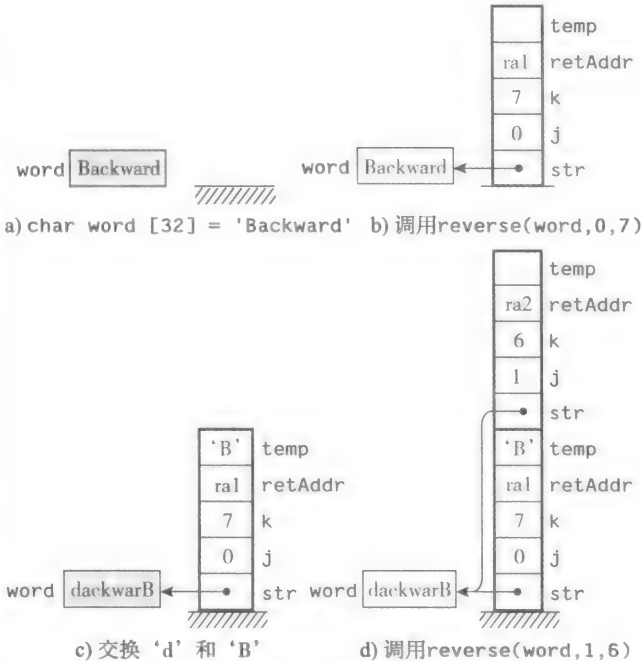 temp
ra1 retAddr
7 k
0 j
word Backward
word Backward str
a) char word [32] = 'Backward' b) 调用reverse(word,0,7)
temp
ra2 retAddr
6 k
1 j
str
'B' temp
ra1 retAddr
7 k
0 j
word dackwarB str
'B' temp
ra1 retAddr
7 k
0 j
word dackwarB str
c) 交换‘d’和‘B’ d) 调用reverse(word,1,6)